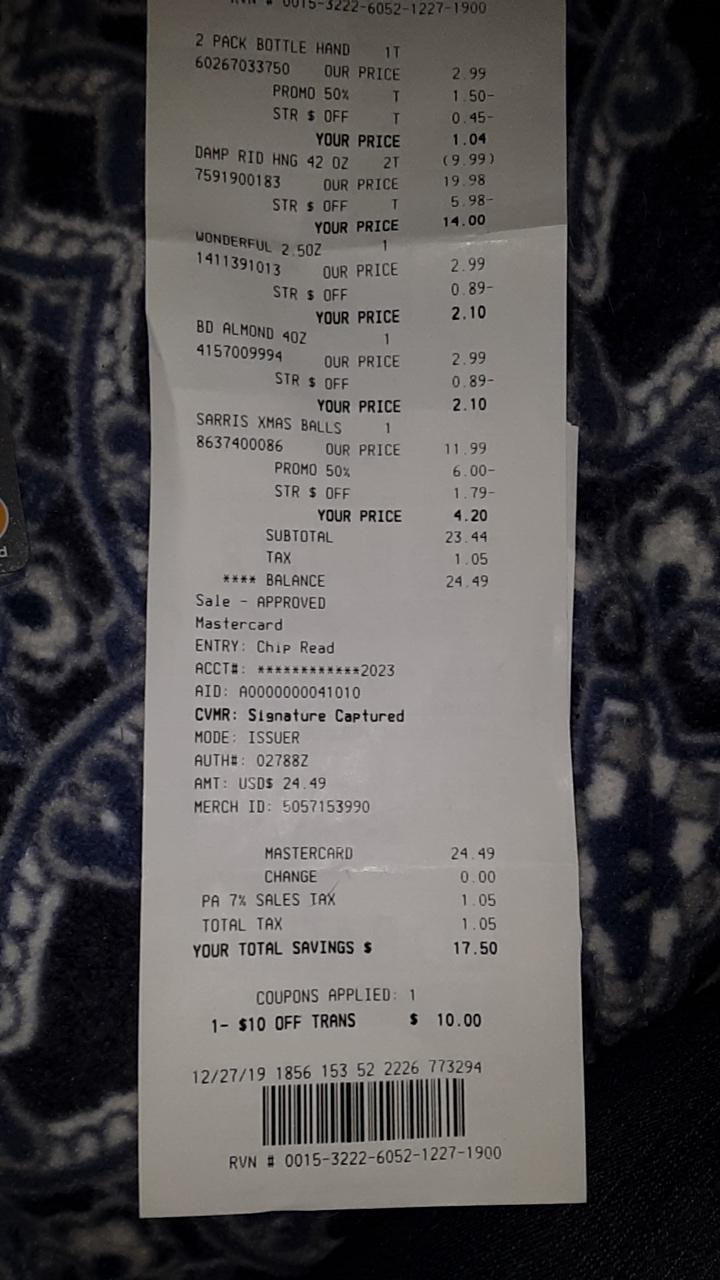 RVN # 0015-3222-6052-1227-1900
2 PACK BOTTLE HAND 1T
60267033750 OUR PRICE 2.99
PROMO 50% T 1.50-
STR $ OFF T 0.45-
YOUR PRICE 1.04
DAMP RID HNG 42 OZ 2T (9.99)
7591900183 OUR PRICE 19.98
STR $ OFF T 5.98-
YOUR PRICE 14.00
WONDERFUL 2.5OZ 1
1411391013 OUR PRICE 2.99
STR $ OFF 0.89-
YOUR PRICE 2.10
BD ALMOND 4OZ 1
4157009994 OUR PRICE 2.99
STR $ OFF 0.89-
YOUR PRICE 2.10
SARRIS XMAS BALLS 1
8637400086 OUR PRICE 11.99
PROMO 50% 6.00-
STR $ OFF 1.79-
YOUR PRICE 4.20
SUBTOTAL 23.44
TAX 1.05
**** BALANCE 24.49
Sale - APPROVED
Mastercard
ENTRY: Chip Read
ACCT#: ************2023
AID: A0000000041010
CVMR: Signature Captured
MODE: ISSUER
AUTH#: 02788Z
AMT: USD$ 24.49
MERCH ID: 5057153990
MASTERCARD 24.49
CHANGE 0.00
PA 7% SALES TAX 1.05
TOTAL TAX 1.05
YOUR TOTAL SAVINGS $ 17.50
COUPONS APPLIED: 1
1- $10 OFF TRANS $ 10.00
12/27/19 1856 153 52 2226 773294
RVN # 0015-3222-6052-1227-1900